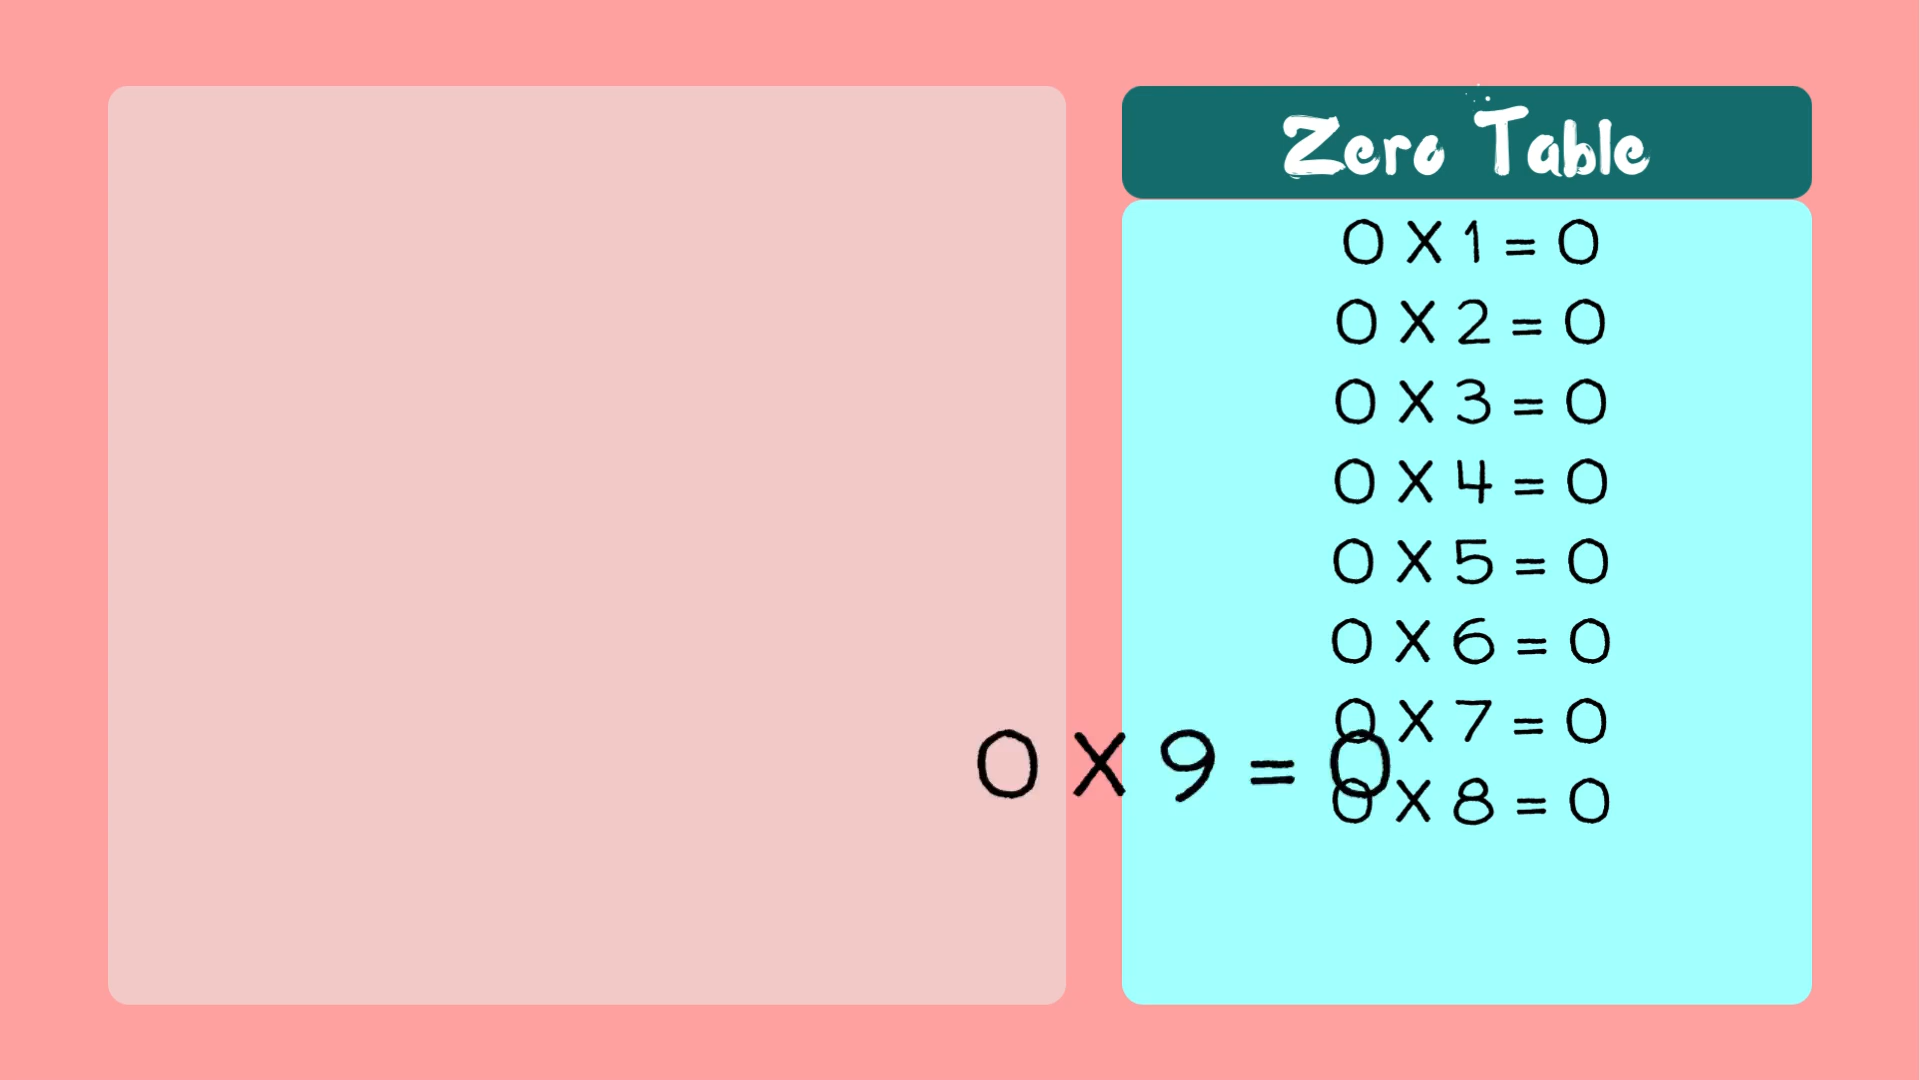 Zero Table
0 X 1 = 0
0 X 2 = 0
0 X 3 = 0
0 X 4 = 0
0 X 5 = 0
0 X 6 = 0
0 X 7 = 0
0 X 9 = 0
0 X 8 = 0